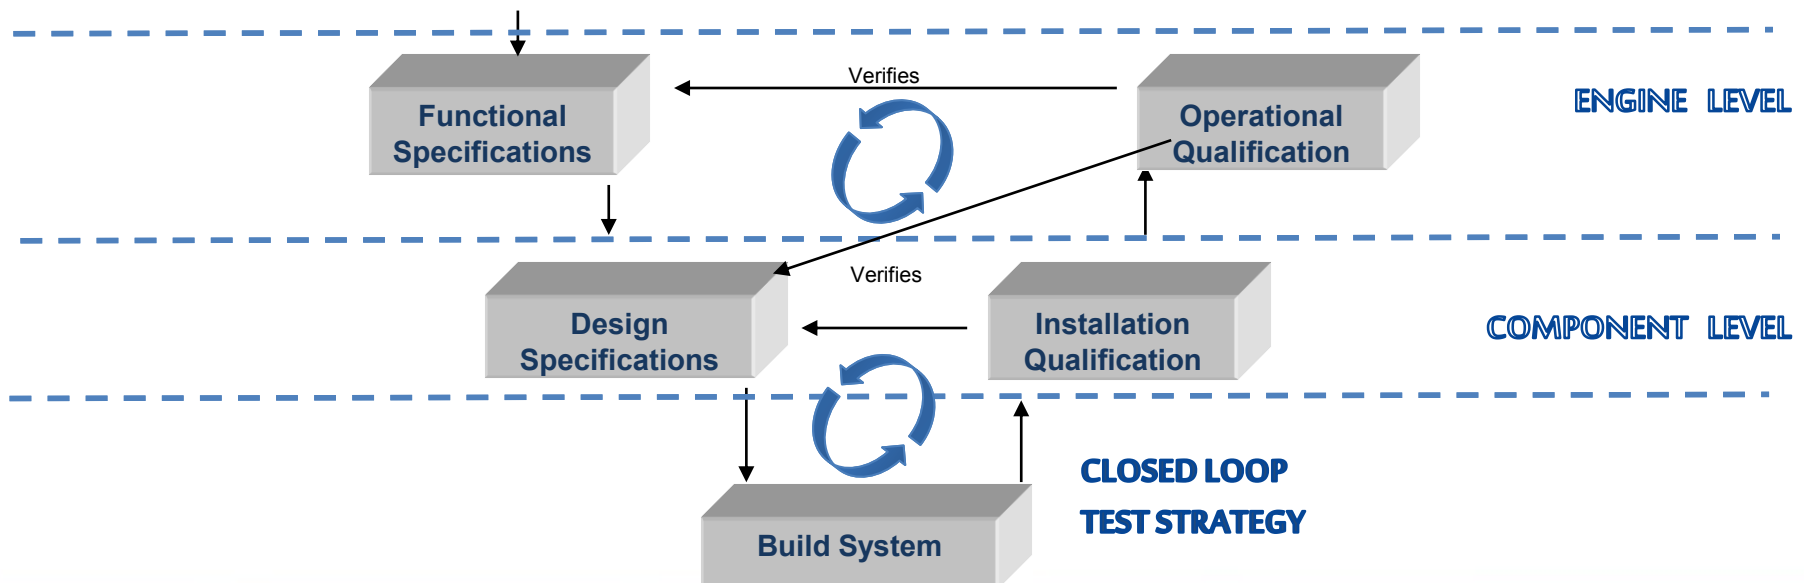 Verifies
Functional
Specifications
Operational
Qualification
ENGINE LEVEL
Verifies
Design
Specifications
Installation
Qualification
COMPONENT LEVEL
CLOSED LOOP
TEST STRATEGY
Build System